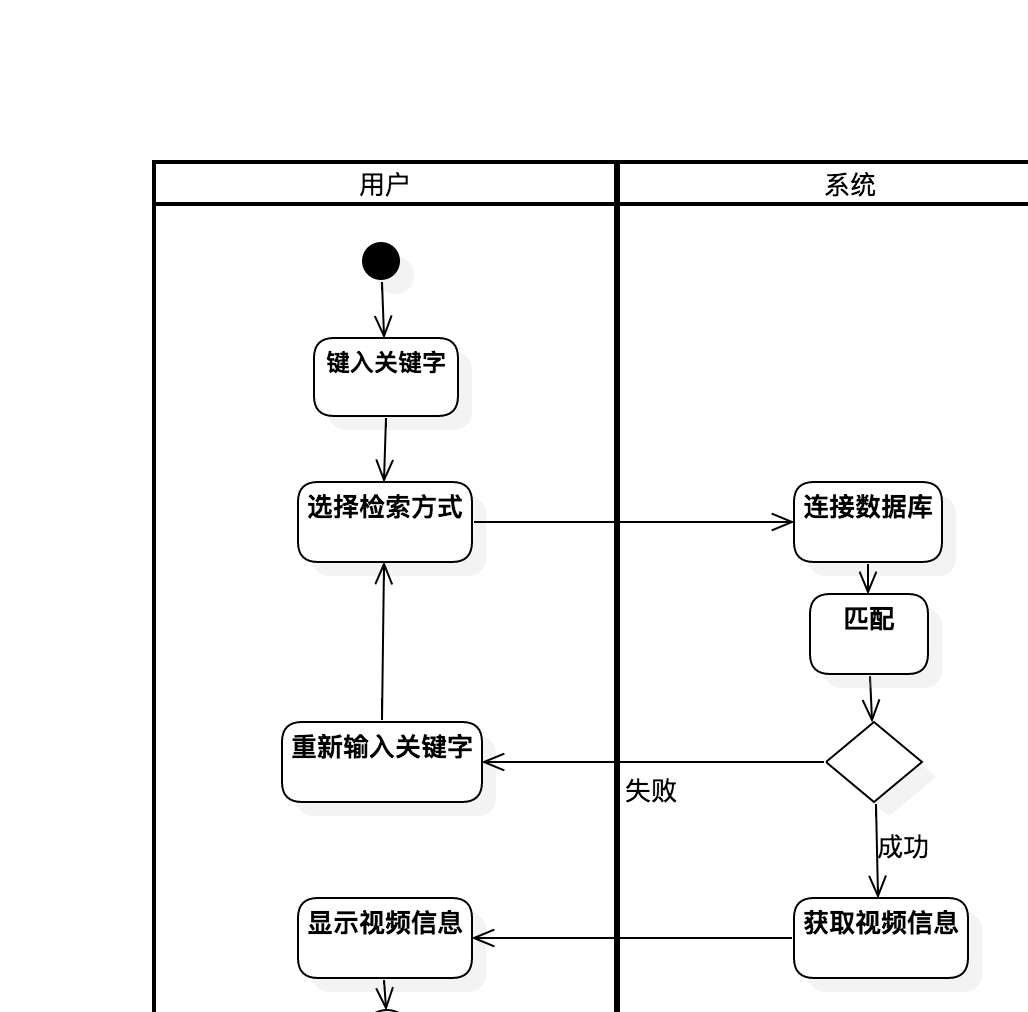 用户
系统
键入关键字
选择检索方式
连接数据库
匹配
重新输入关键字
失败
成功
显示视频信息
获取视频信息